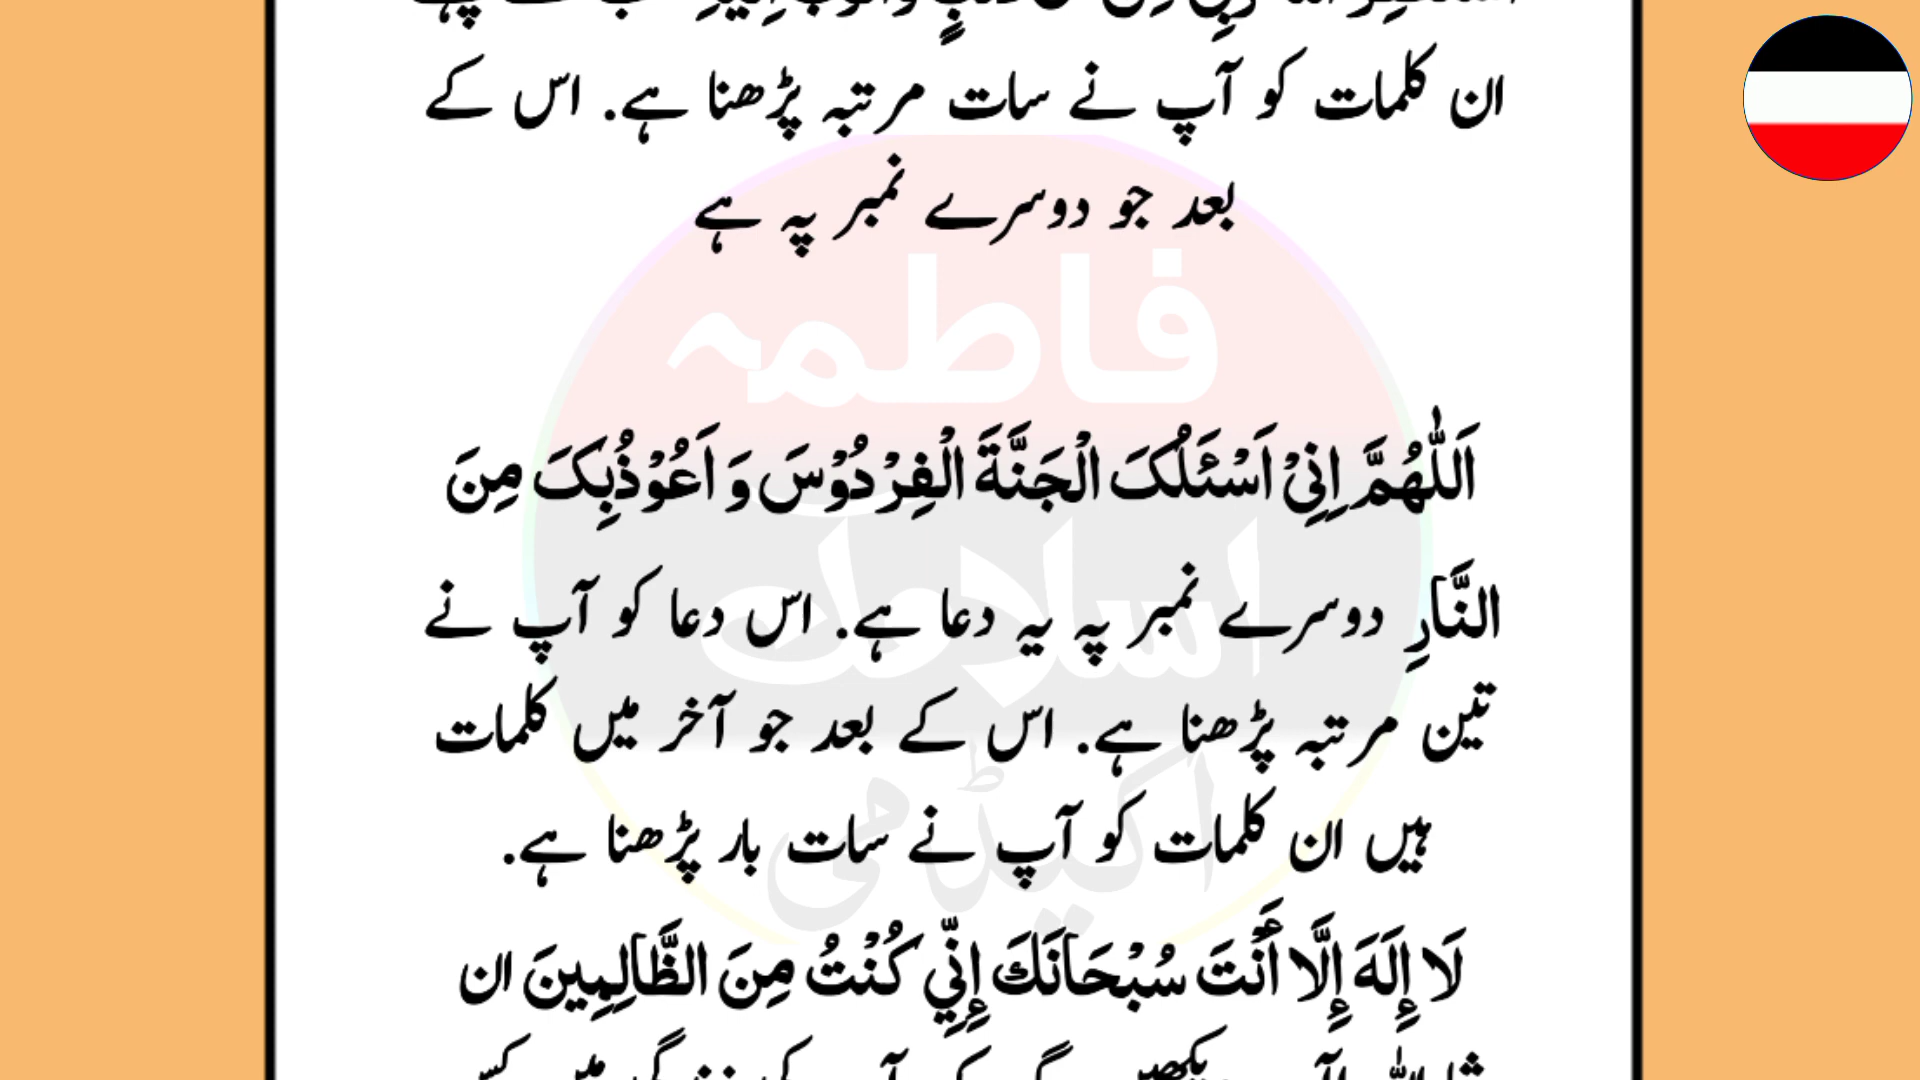 ان کلمات کو آپ نے سات مرتبہ پڑھنا ہے. اس کے
بعد جو دوسرے نمبر پہ ہے
اَللّٰهُمَّ اِنِّیْ اَسْئَلُکَ الْجَنَّةَ الْفِرْدُوْسَ وَ اَعُوْذُبِکَ مِنَ
النَّارِ دوسرے نمبر پہ یہ دعا ہے. اس دعا کو آپ نے
تین مرتبہ پڑھنا ہے. اس کے بعد جو آخر میں کلمات
ہیں ان کلمات کو آپ نے سات بار پڑھنا ہے.
لَا إِلَهَ إِلَّا أَنْتَ سُبْحَانَكَ إِنِّي كُنْتُ مِنَ الظَّالِمِينَ ان
فاطمہ
اسلامک
اکیڈمی